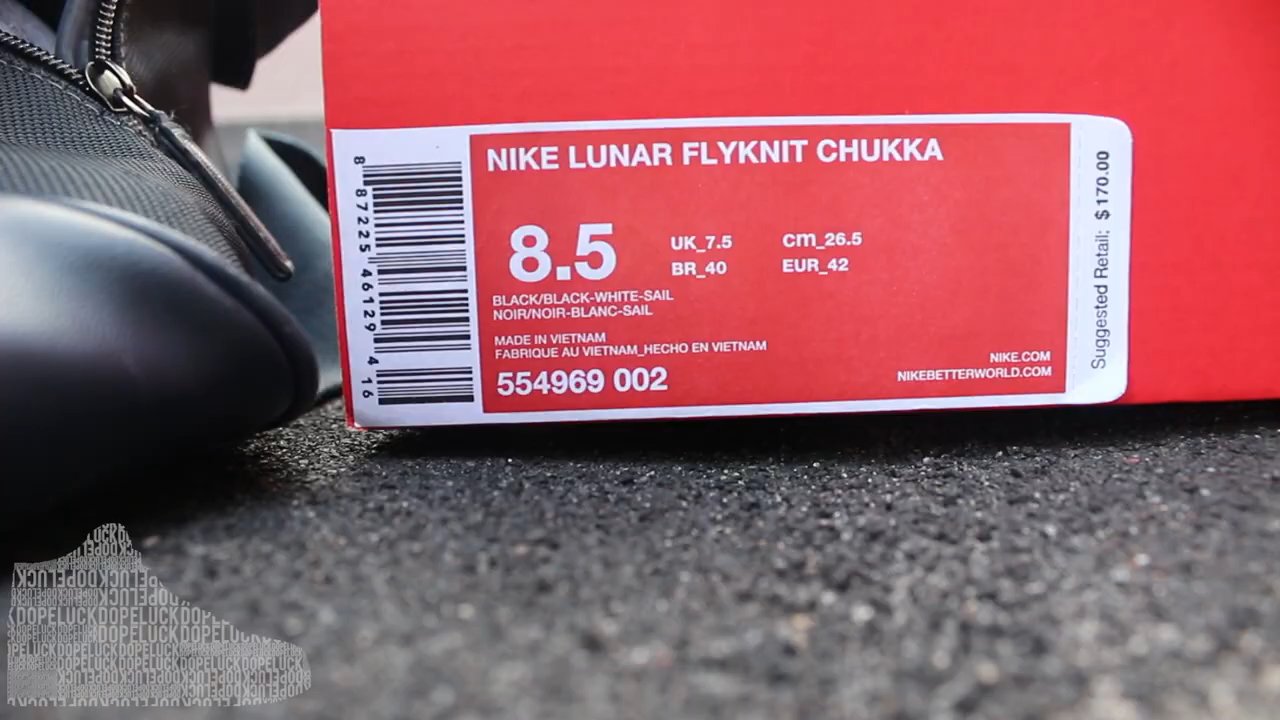 NIKE LUNAR FLYKNIT CHUKKA
8.5
UK_7.5
cm_26.5
BR_40
EUR_42
BLACK/BLACK-WHITE-SAIL
NOIR/NOIR-BLANC-SAIL
MADE IN VIETNAM
FABRIQUE AU VIETNAM_HECHO EN VIETNAM
554969 002
NIKE.COM
NIKEBETTERWORLD.COM
8 87225 46129 4 16
Suggested Retail: $170.00
DOPELUCKDOPELUCKDOPELUCK